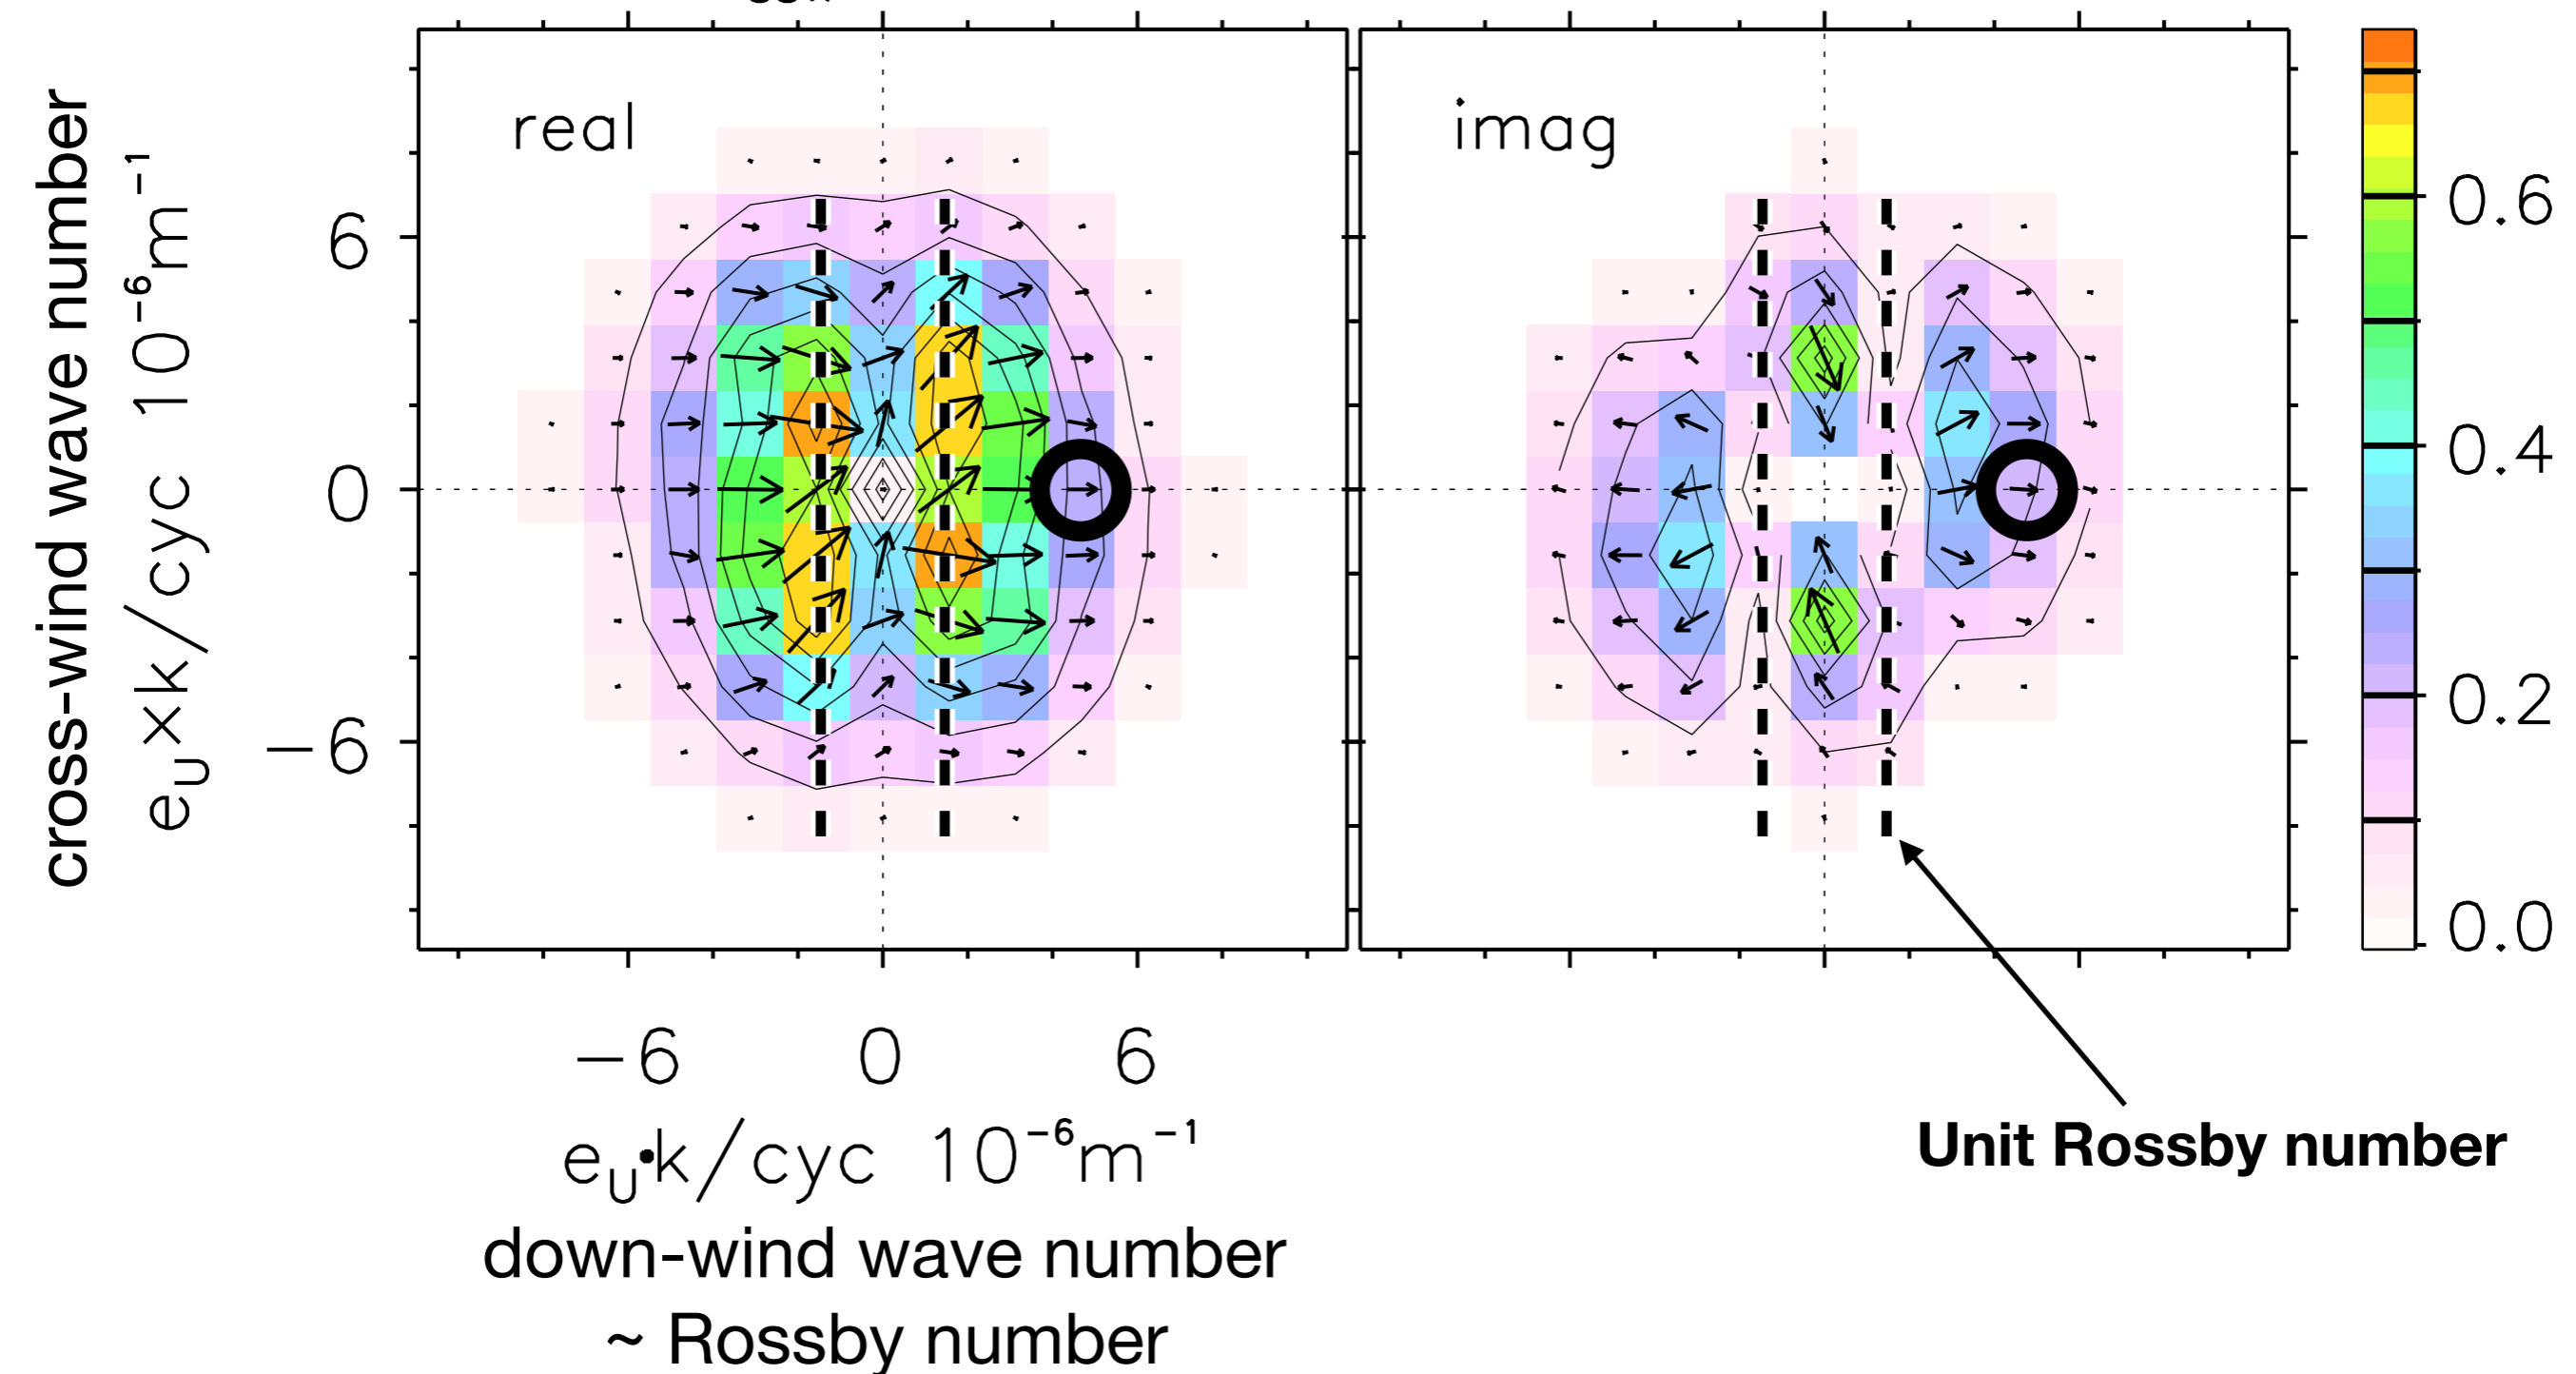 real
imag
cross-wind wave number
e_U×k/cyc 10⁻⁶m⁻¹
6
0
−6
0.6
0.4
0.2
0.0
−6 0 6
e_U•k/cyc 10⁻⁶m⁻¹
Unit Rossby number
down-wind wave number
~ Rossby number